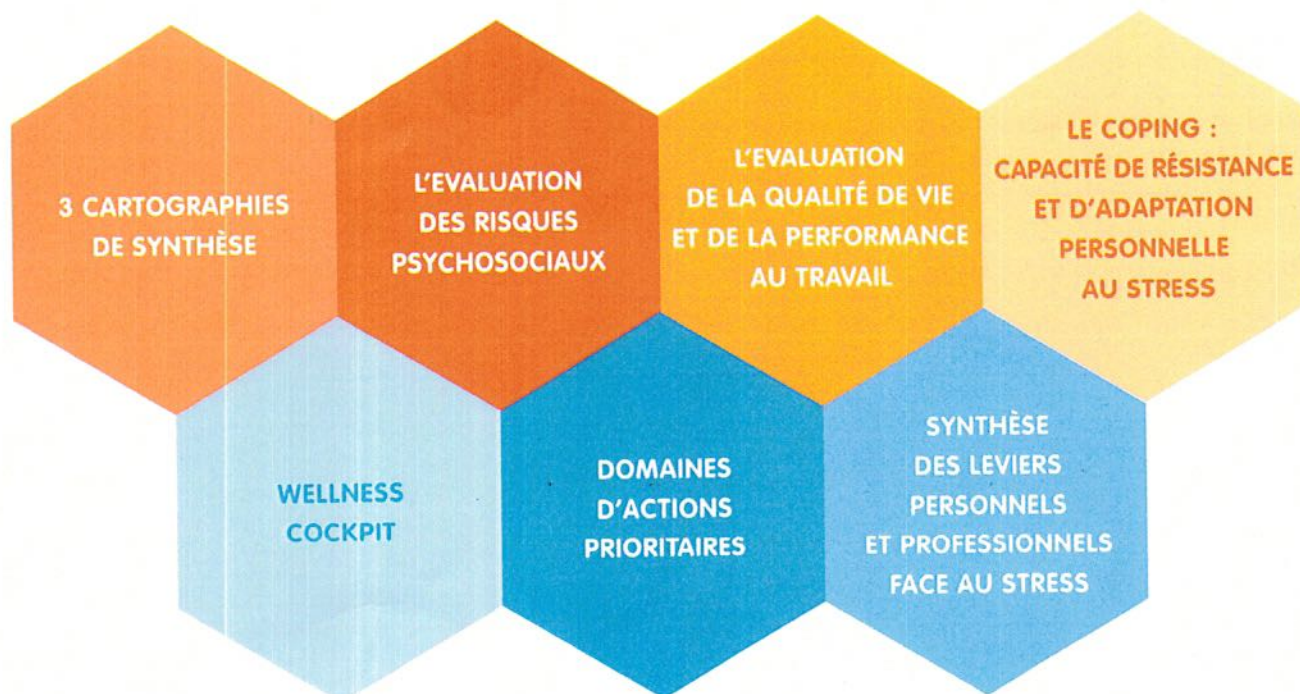 3 CARTOGRAPHIES
DE SYNTHÈSE
L'EVALUATION
DES RISQUES
PSYCHOSOCIAUX
L'EVALUATION
DE LA QUALITÉ DE VIE
ET DE LA PERFORMANCE
AU TRAVAIL
LE COPING :
CAPACITÉ DE RÉSISTANCE
ET D'ADAPTATION
PERSONNELLE
AU STRESS
WELLNESS
COCKPIT
DOMAINES
D'ACTIONS
PRIORITAIRES
SYNTHÈSE
DES LEVIERS
PERSONNELS
ET PROFESSIONNELS
FACE AU STRESS